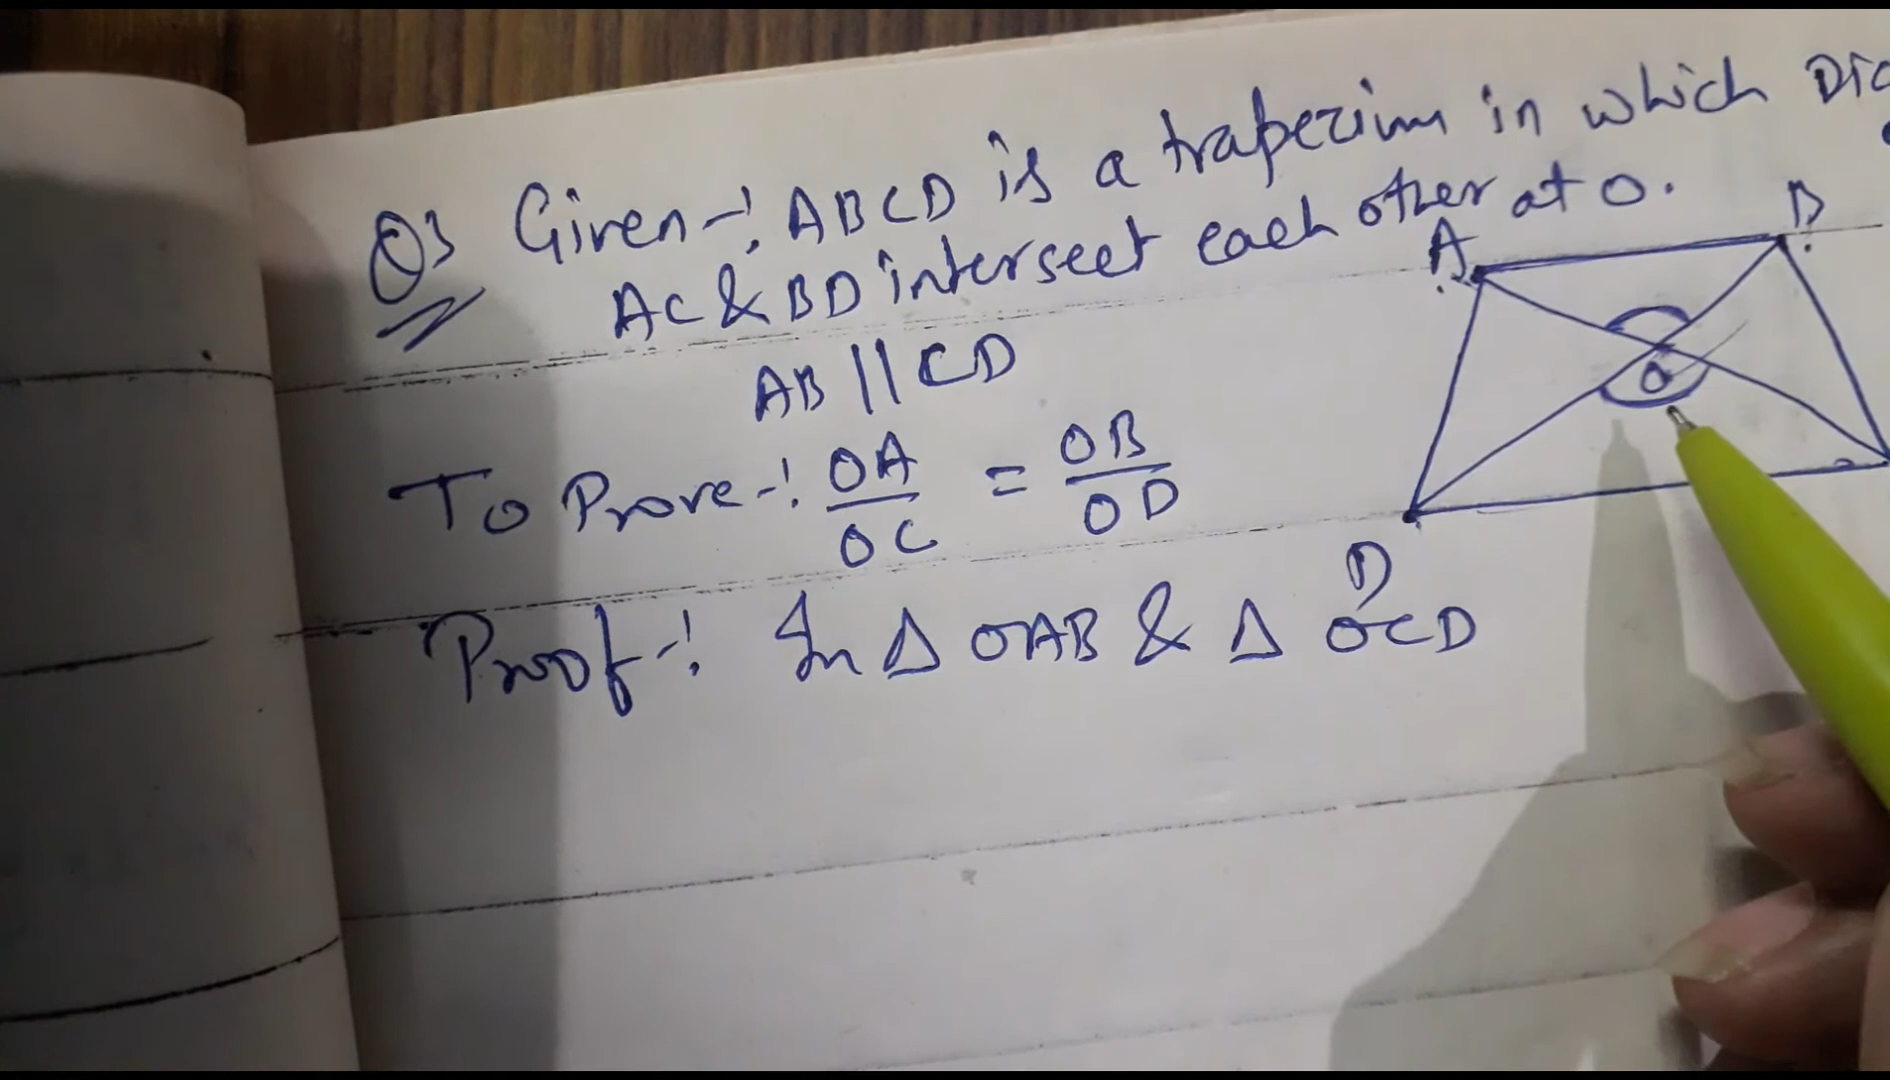 Q3 Given -: ABCD is a trapezium in which
AC & BD intersect each other at O.
AB || CD
To Prove -: OA/OC = OB/OD
Proof -: In Δ OAB & Δ OCD
A
B
O
D